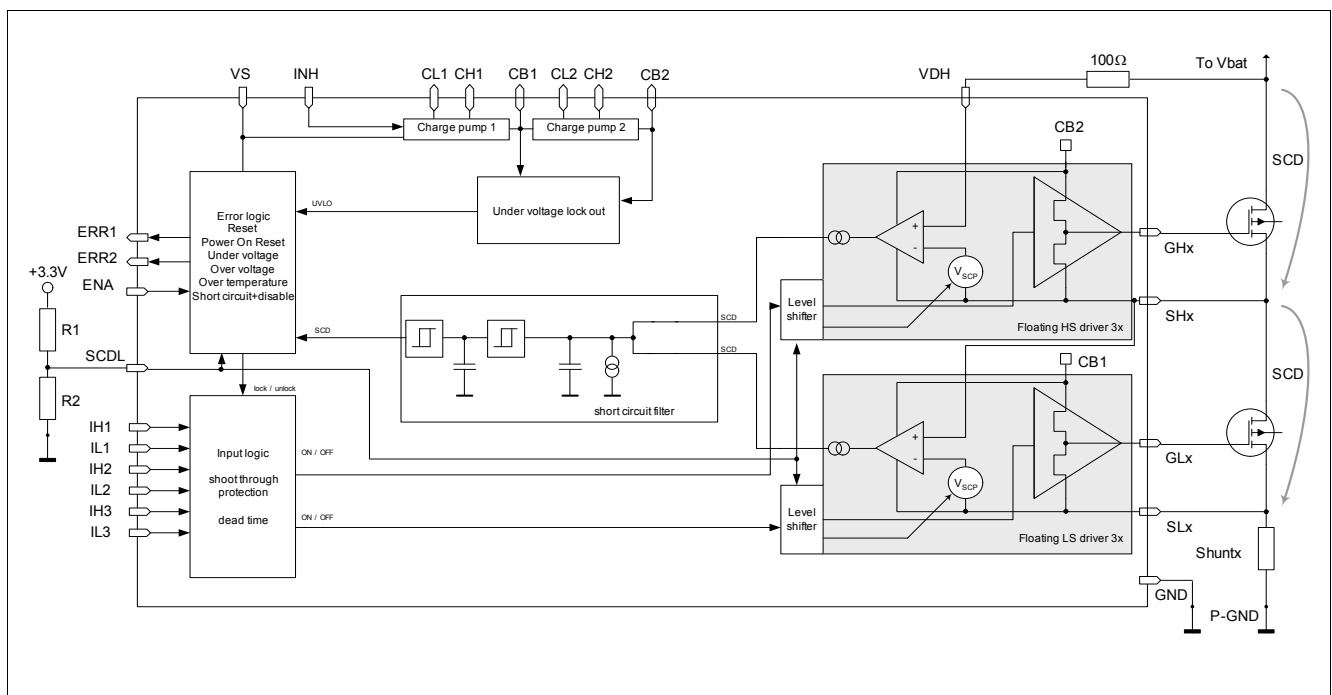 VS
INH
CL1
CH1
CB1
CL2
CH2
CB2
VDH
100Ω
To Vbat
Charge pump 1
Charge pump 2
CB2
SCD
Error logic
Reset
Power On Reset
Under voltage
Over voltage
Over temperature
Short circuit+disable
UVLO
Under voltage lock out
ERR1
ERR2
ENA
+3.3V
R1
SCDL
R2
+
-
VSCP
GHx
Level
shifter
SHx
Floating HS driver 3x
SCD
SCD
SCD
short circuit filter
CB1
SCD
lock / unlock
IH1
IL1
IH2
IL2
IH3
IL3
Input logic
shoot through
protection
dead time
ON / OFF
ON / OFF
+
-
VSCP
GLx
Level
shifter
SLx
Floating LS driver 3x
Shuntx
GND
P-GND